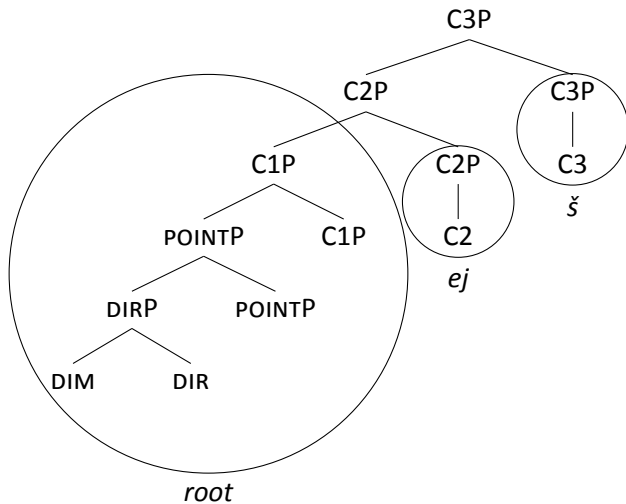 C3P
C2P C3P
C1P C2P C3
š
POINTP C1P C2
ej
DIRP POINTP
DIM DIR
root